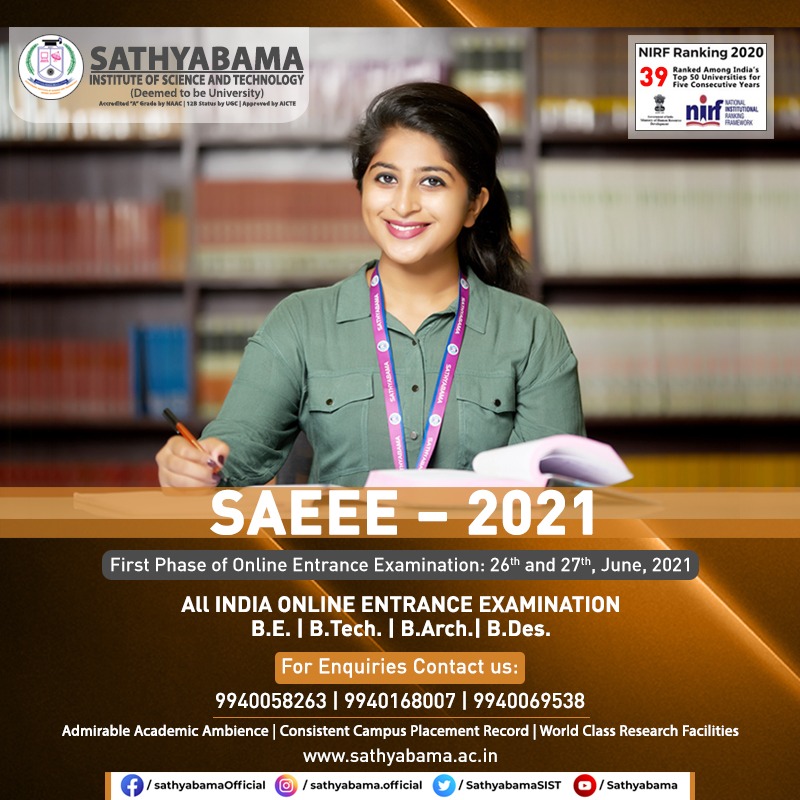 SATHYABAMA
INSTITUTE OF SCIENCE AND TECHNOLOGY
(Deemed to be University)
Accredited "A" Grade by NAAC | 12B Status by UGC | Approved by AICTE
NIRF Ranking 2020
39 Ranked Among India's
Top 50 Universities for
Five Consecutive Years
nirf NATIONAL
INSTITUTIONAL
RANKING
FRAMEWORK
SATHYABAMA
SATHYABAMA
SATHYABAMA
SATHYABAMA
SAEEE – 2021
First Phase of Online Entrance Examination: 26th and 27th, June, 2021
All INDIA ONLINE ENTRANCE EXAMINATION
B.E. | B.Tech. | B.Arch.| B.Des.
For Enquiries Contact us:
9940058263 | 9940168007 | 9940069538
Admirable Academic Ambience | Consistent Campus Placement Record | World Class Research Facilities
www.sathyabama.ac.in
/ sathyabamaOfficial / sathyabama.official / SathyabamaSIST / Sathyabama